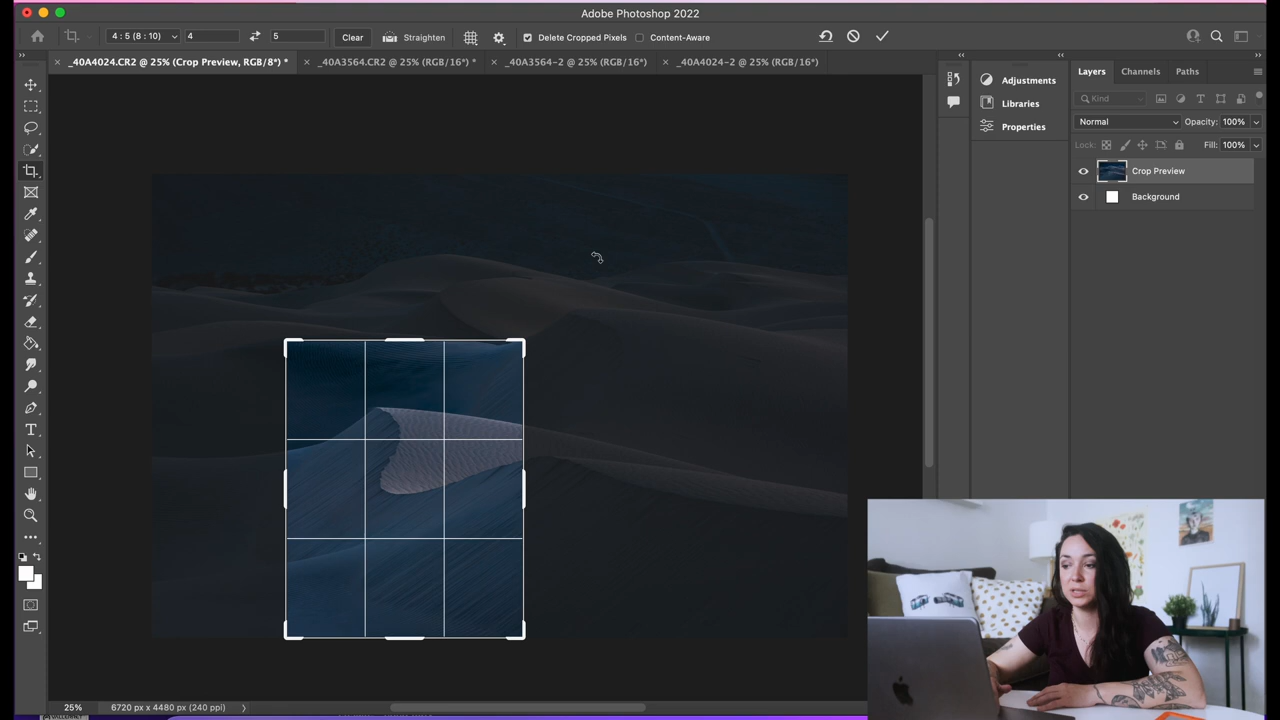 Adobe Photoshop 2022
4 : 5 (8 : 10) 4 5 Clear Straighten Delete Cropped Pixels Content-Aware
_40A4024.CR2 @ 25% (Crop Preview, RGB/8*) * _40A3564.CR2 @ 25% (RGB/16*) * _40A3564-2 @ 25% (RGB/16*) _40A4024-2 @ 25% (RGB/16*)
Adjustments
Libraries
Properties
Layers Channels Paths
Kind
Normal Opacity: 100%
Lock: Fill: 100%
Crop Preview
Background
25% 6720 px x 4480 px (240 ppi)